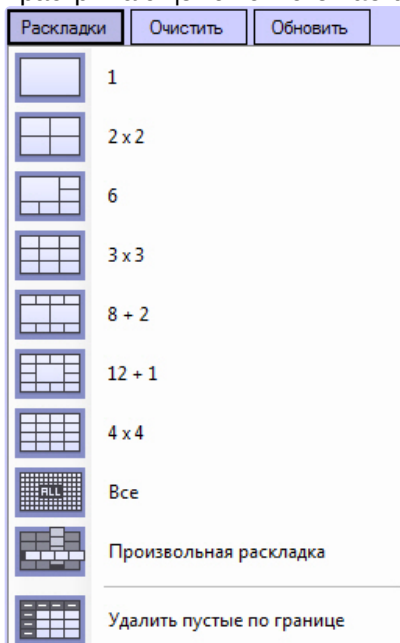 Раскладки Очистить Обновить
1
2 x 2
6
3 x 3
8 + 2
12 + 1
4 x 4
ALL Все
Произвольная раскладка
Удалить пустые по границе